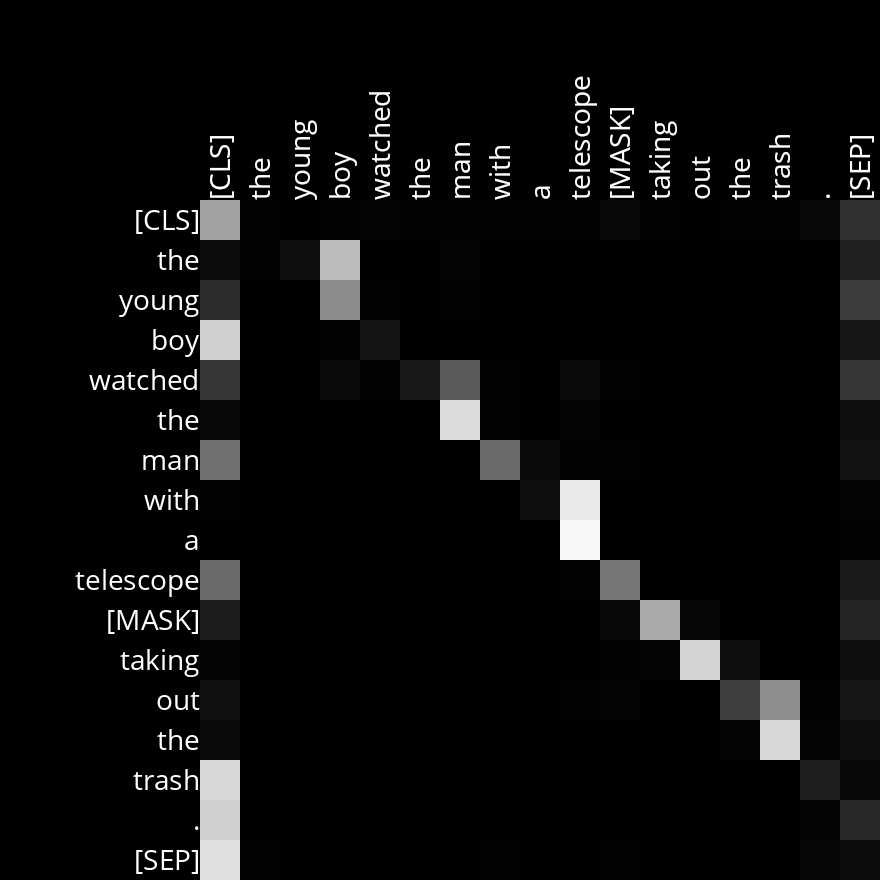 [CLS] the young boy watched the man with a telescope [MASK] taking out the trash . [SEP]
[CLS]
the
young
boy
watched
the
man
with
a
telescope
[MASK]
taking
out
the
trash
.
[SEP]